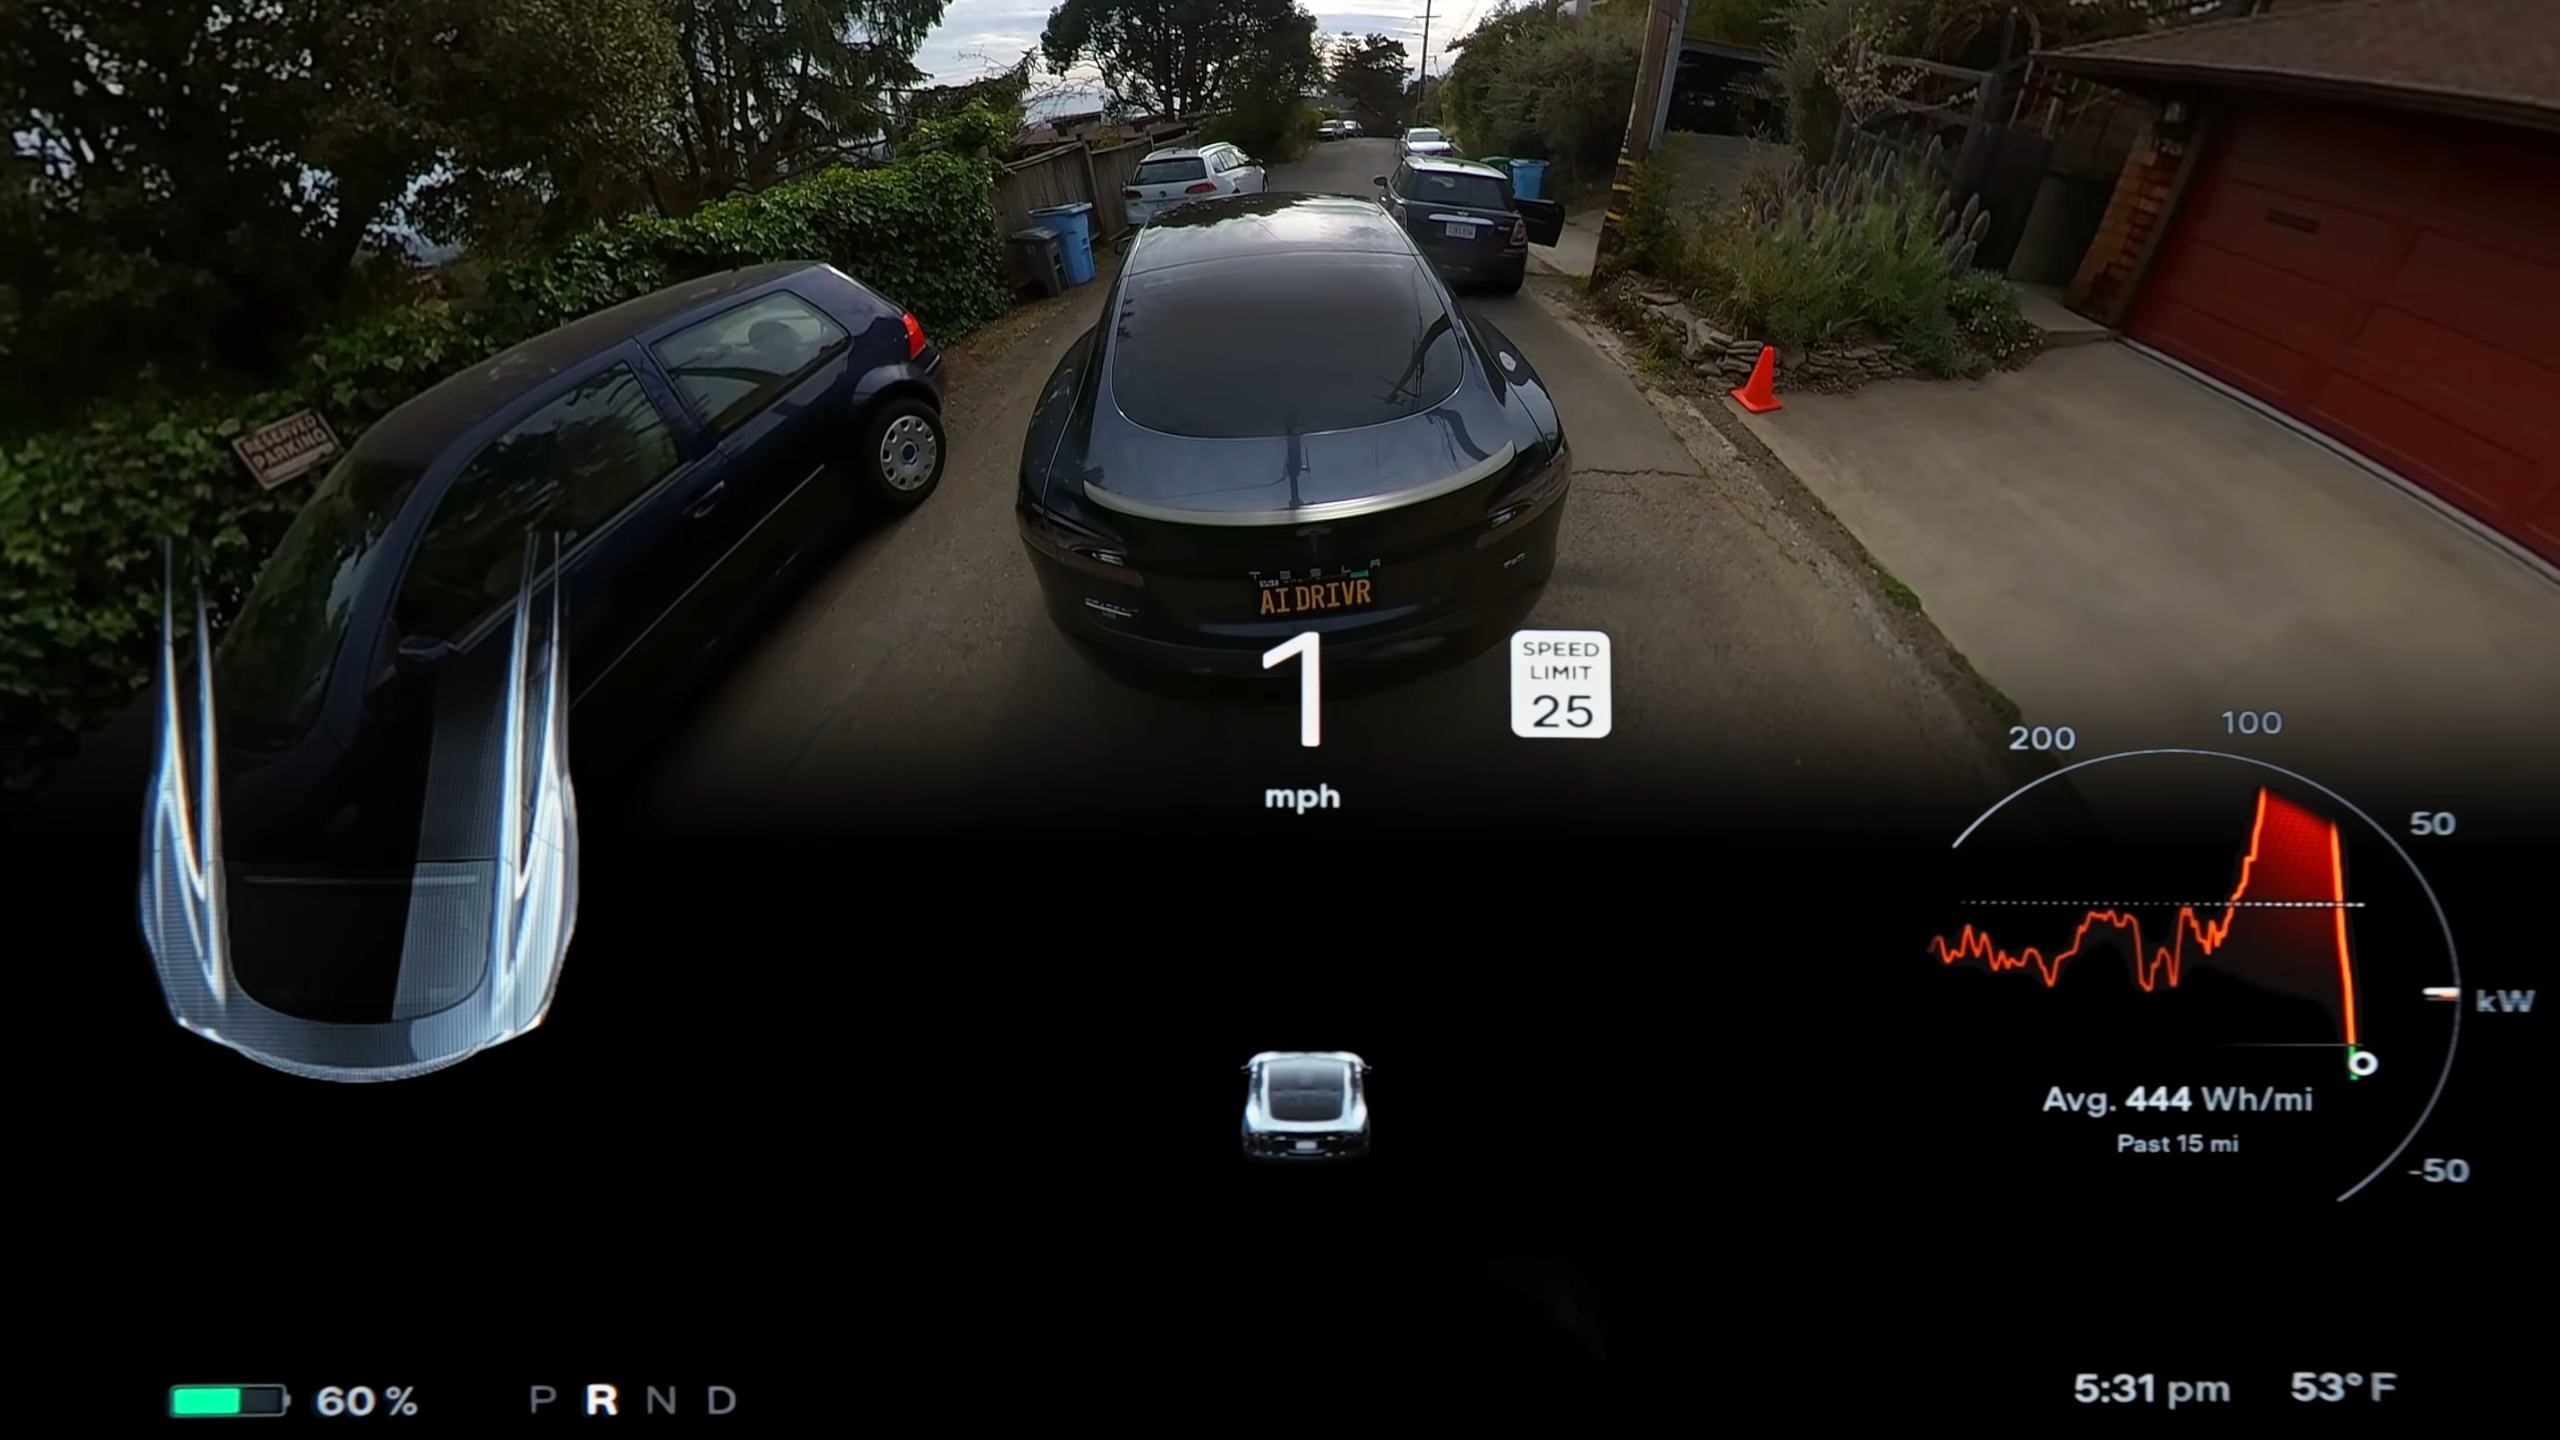 RESERVED
PARKING
TESLA
AI DRIVR
1
mph
SPEED
LIMIT
25
200
100
50
kW
-50
Avg. 444 Wh/mi
Past 15 mi
60 %
P R N D
5:31 pm
53° F